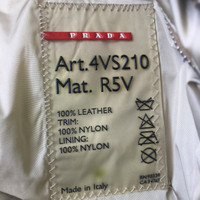 PRADA
Art.4VS210
Mat. R5V
100% LEATHER
TRIM:
100% NYLON
LINING:
100% NYLON
Made in Italy